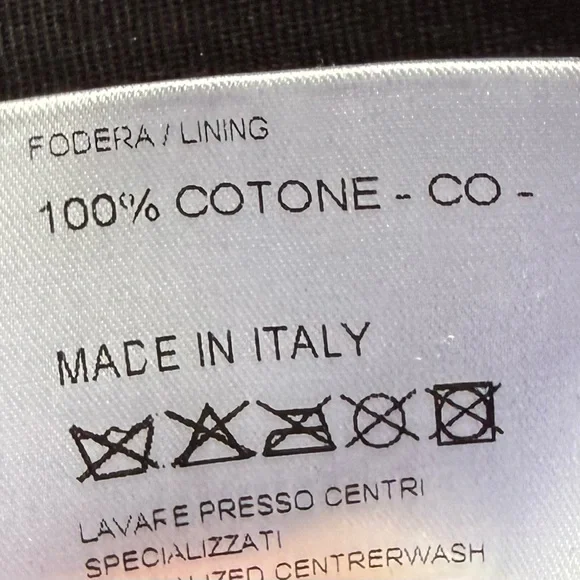 FODERA / LINING
100% COTONE - CO -
MADE IN ITALY
LAVARE PRESSO CENTRI
SPECIALIZZATI
CENTRERWASH